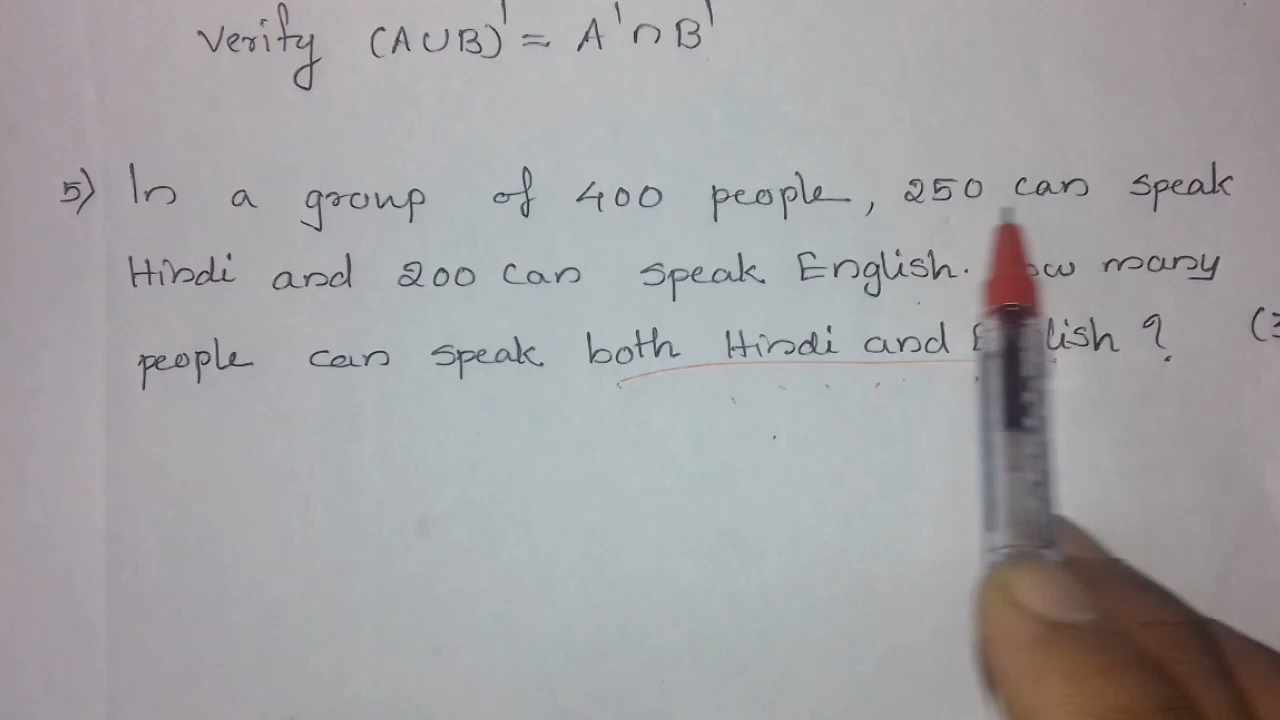 Verify (A∪B)' = A'∩B'
5) In a group of 400 people, 250 can speak
Hindi and 200 can speak English. many
people can speak both Hindi and ?